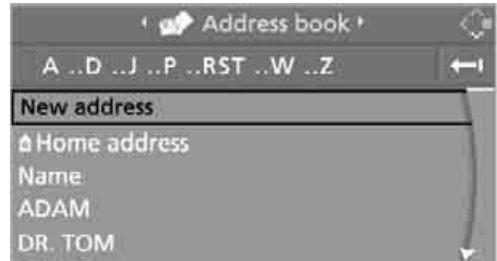 Address book
A ..D ..J ..P ..RST ..W ..Z
New address
Home address
Name
ADAM
DR. TOM